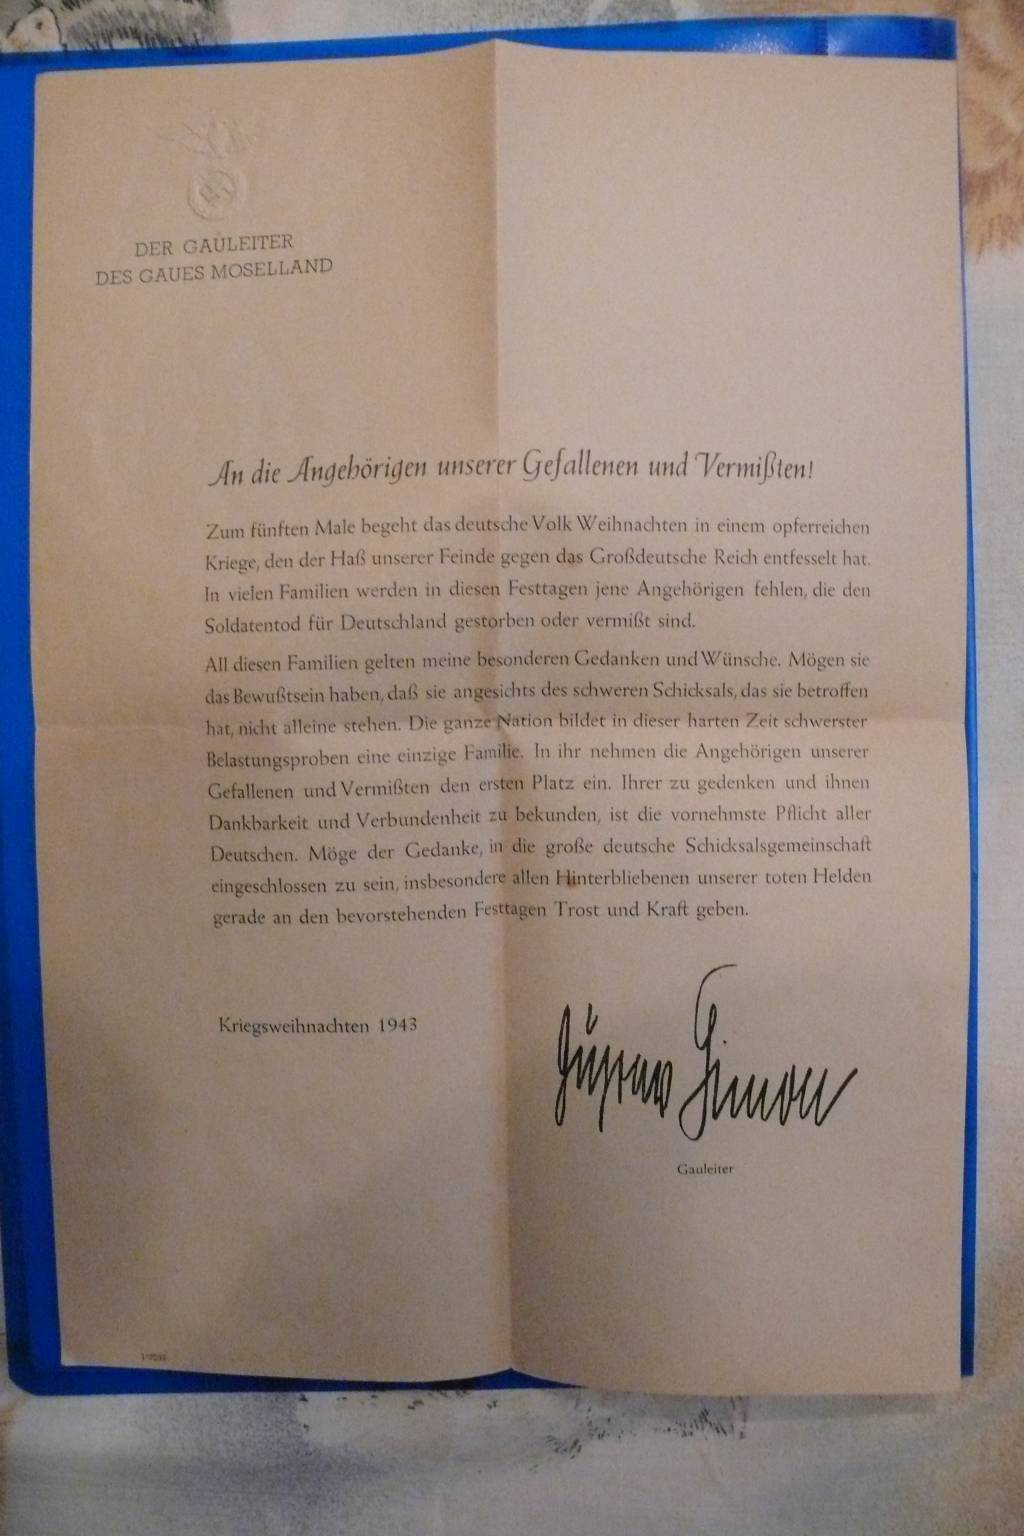 DER GAULEITER
DES GAUES MOSELLAND
An die Angehörigen unserer Gefallenen und Vermißten!
Zum fünften Male begeht das deutsche Volk Weihnachten in einem opferreichen
Kriege, den der Haß unserer Feinde gegen das Großdeutsche Reich entfesselt hat.
In vielen Familien werden in diesen Festtagen jene Angehörigen fehlen, die den
Soldatentod für Deutschland gestorben oder vermißt sind.
All diesen Familien gelten meine besonderen Gedanken und Wünsche. Mögen sie
das Bewußtsein haben, daß sie angesichts des schweren Schicksals, das sie betroffen
hat, nicht alleine stehen. Die ganze Nation bildet in dieser harten Zeit schwerster
Belastungsproben eine einzige Familie. In ihr nehmen die Angehörigen unserer
Gefallenen und Vermißten den ersten Platz ein. Ihrer zu gedenken und ihnen
Dankbarkeit und Verbundenheit zu bekunden, ist die vornehmste Pflicht aller
Deutschen. Möge der Gedanke, in die große deutsche Schicksalsgemeinschaft
eingeschlossen zu sein, insbesondere allen Hinterbliebenen unserer toten Helden
gerade an den bevorstehenden Festtagen Trost und Kraft geben.
Kriegsweihnachten 1943
Gustav Simon
Gauleiter